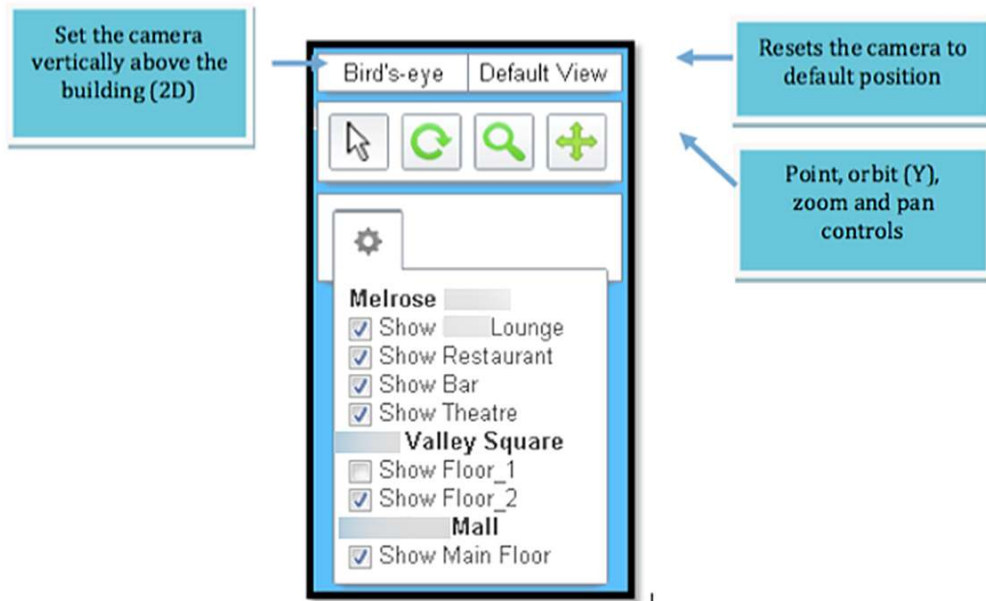 Set the camera
vertically above the
building (2D)
Bird's-eye
Default View
Resets the camera to
default position
Point, orbit (Y),
zoom and pan
controls
Melrose
Show Lounge
Show Restaurant
Show Bar
Show Theatre
Valley Square
Show Floor_1
Show Floor_2
Mall
Show Main Floor